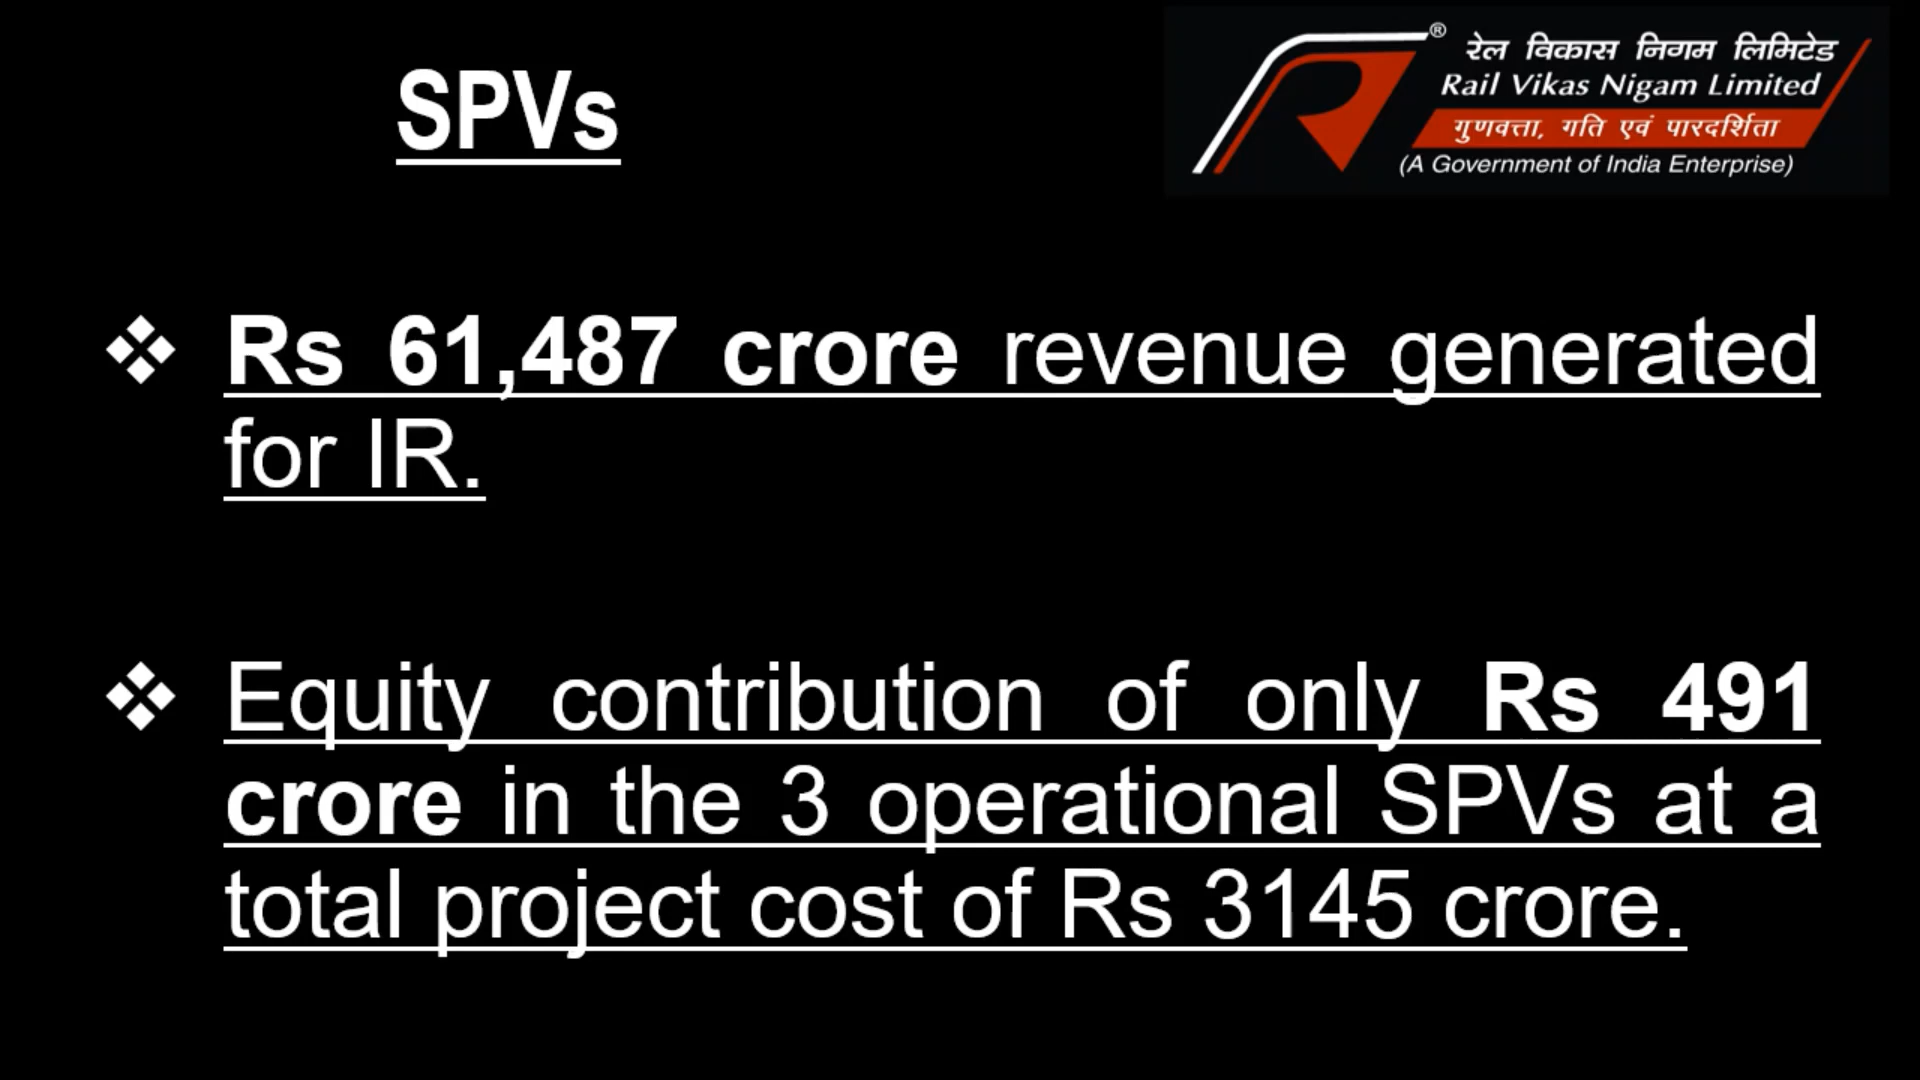 SPVs
®
रेल विकास निगम लिमिटेड
Rail Vikas Nigam Limited
गुणवत्ता, गति एवं पारदर्शिता
(A Government of India Enterprise)
❖ Rs 61,487 crore revenue generated
for IR.
❖ Equity contribution of only Rs 491
crore in the 3 operational SPVs at a
total project cost of Rs 3145 crore.